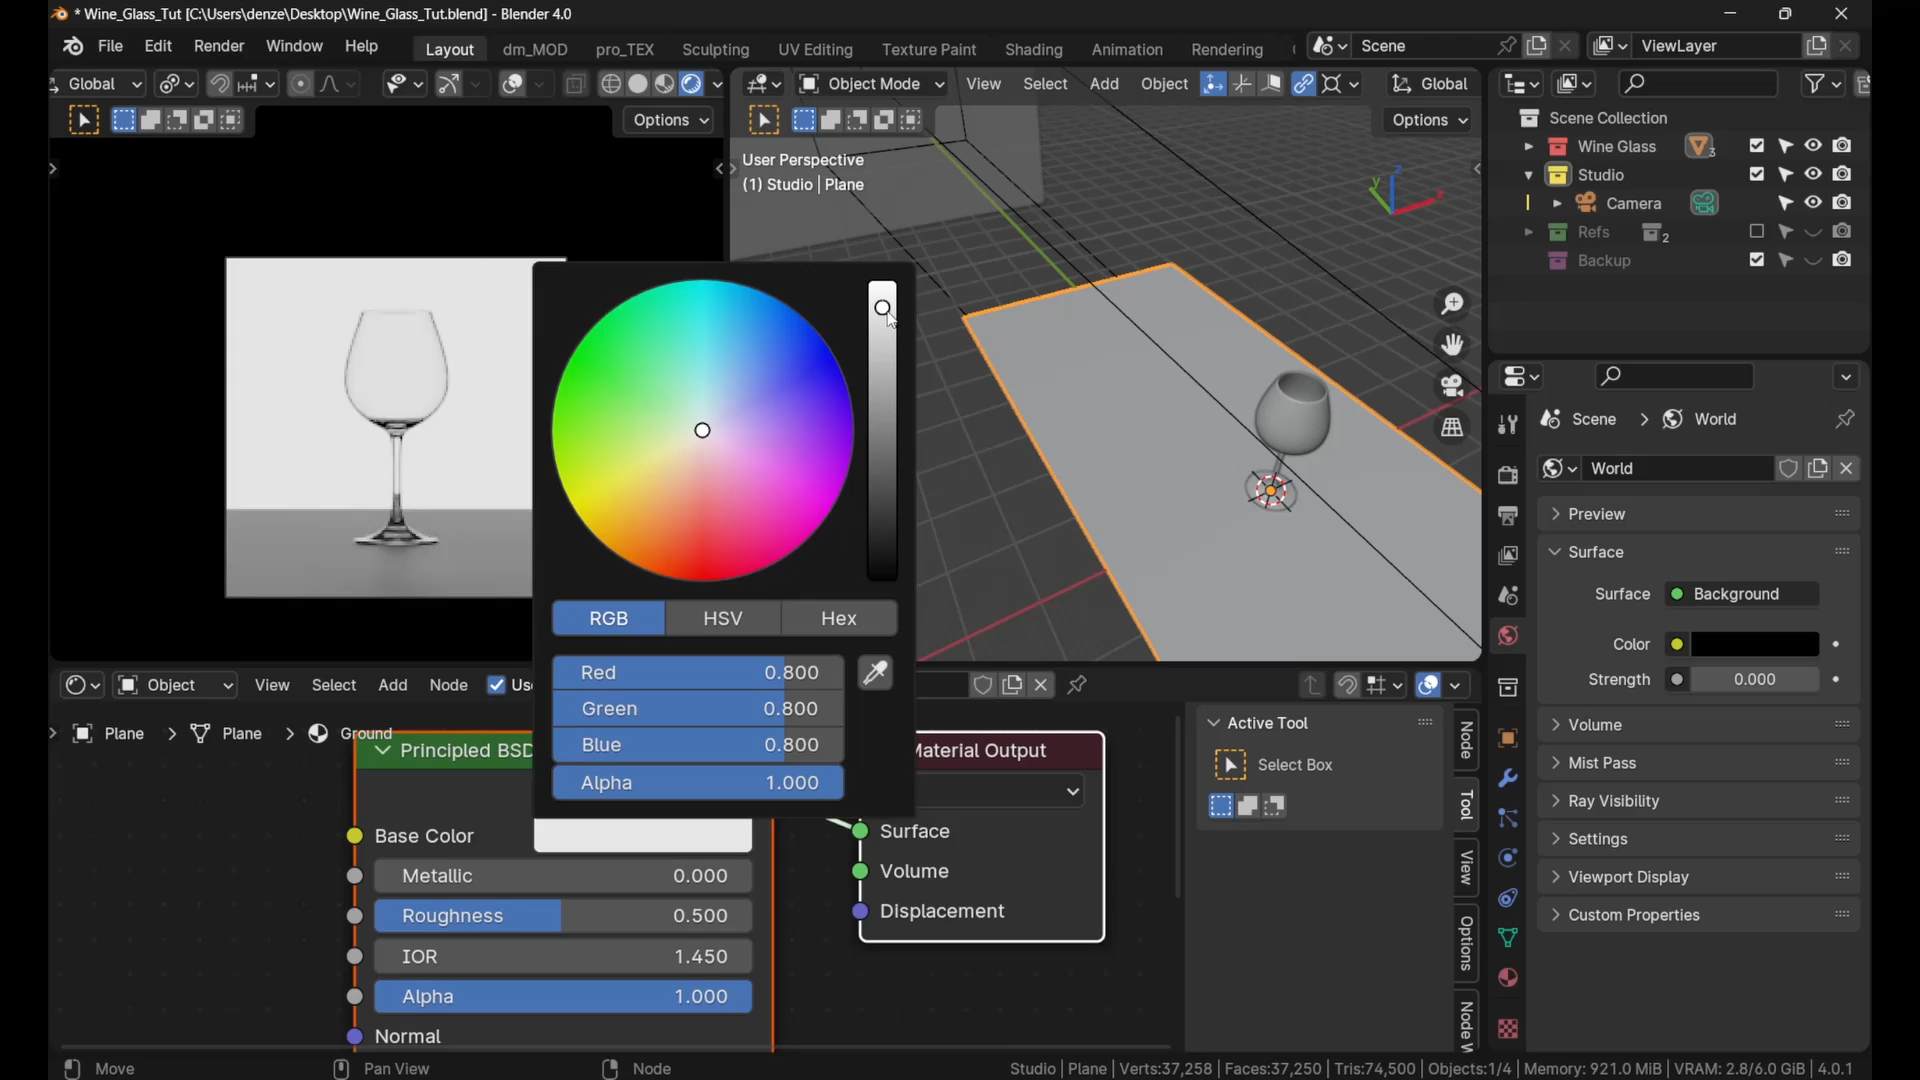 * Wine_Glass_Tut [C:\Users\denze\Desktop\Wine_Glass_Tut.blend] - Blender 4.0
File Edit Render Window Help
Layout dm_MOD pro_TEX Sculpting UV Editing Texture Paint Shading Animation Rendering
Scene
ViewLayer
Global
Options
Object Mode View Select Add Object
Global
Options
User Perspective
(1) Studio | Plane
Z
Y
X
Scene Collection
Wine Glass 3
Studio
Camera
Refs 2
Backup
Scene > World
World
Preview
Surface
Surface Background
Color
Strength 0.000
Volume
Mist Pass
Ray Visibility
Settings
Viewport Display
Custom Properties
RGB HSV Hex
Red 0.800
Green 0.800
Blue 0.800
Alpha 1.000
Object View Select Add Node
Plane > Plane > Ground
Principled BSD
Base Color
Metallic 0.000
Roughness 0.500
IOR 1.450
Alpha 1.000
Normal
Material Output
Surface
Volume
Displacement
Active Tool
Select Box
Node
Tool
View
Options
Node W
Move
Pan View
Node
Studio | Plane | Verts:37,258 | Faces:37,250 | Tris:74,500 | Objects:1/4 | Memory: 921.0 MiB | VRAM: 2.8/6.0 GiB | 4.0.1